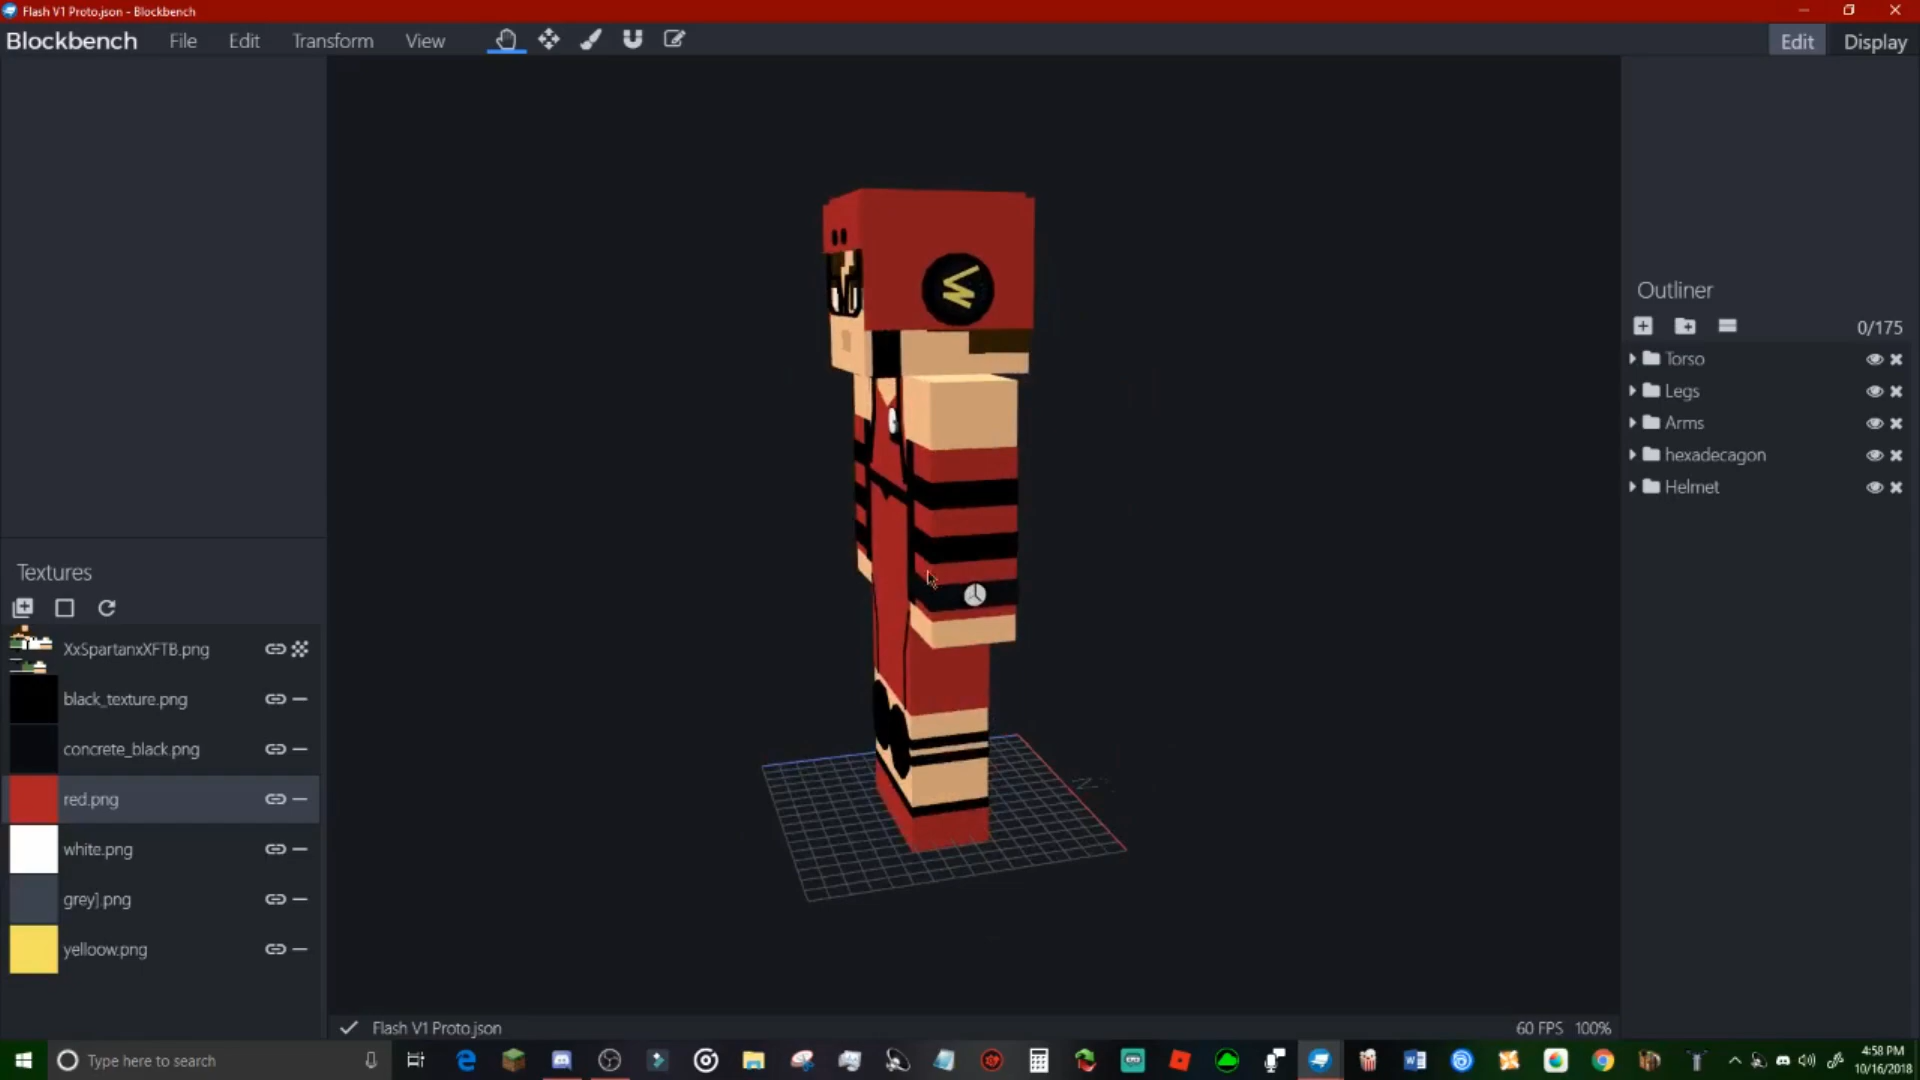 Flash V1 Proto.json - Blockbench
Blockbench File Edit Transform View Edit Display
Outliner
0/175
Torso
Legs
Arms
hexadecagon
Helmet
Textures
XxSpartanxXFTB.png
black_texture.png
concrete_black.png
red.png
white.png
grey].png
yelloow.png
W
N
Flash V1 Proto.json 60 FPS 100%
Type here to search
4:58 PM
10/16/2018